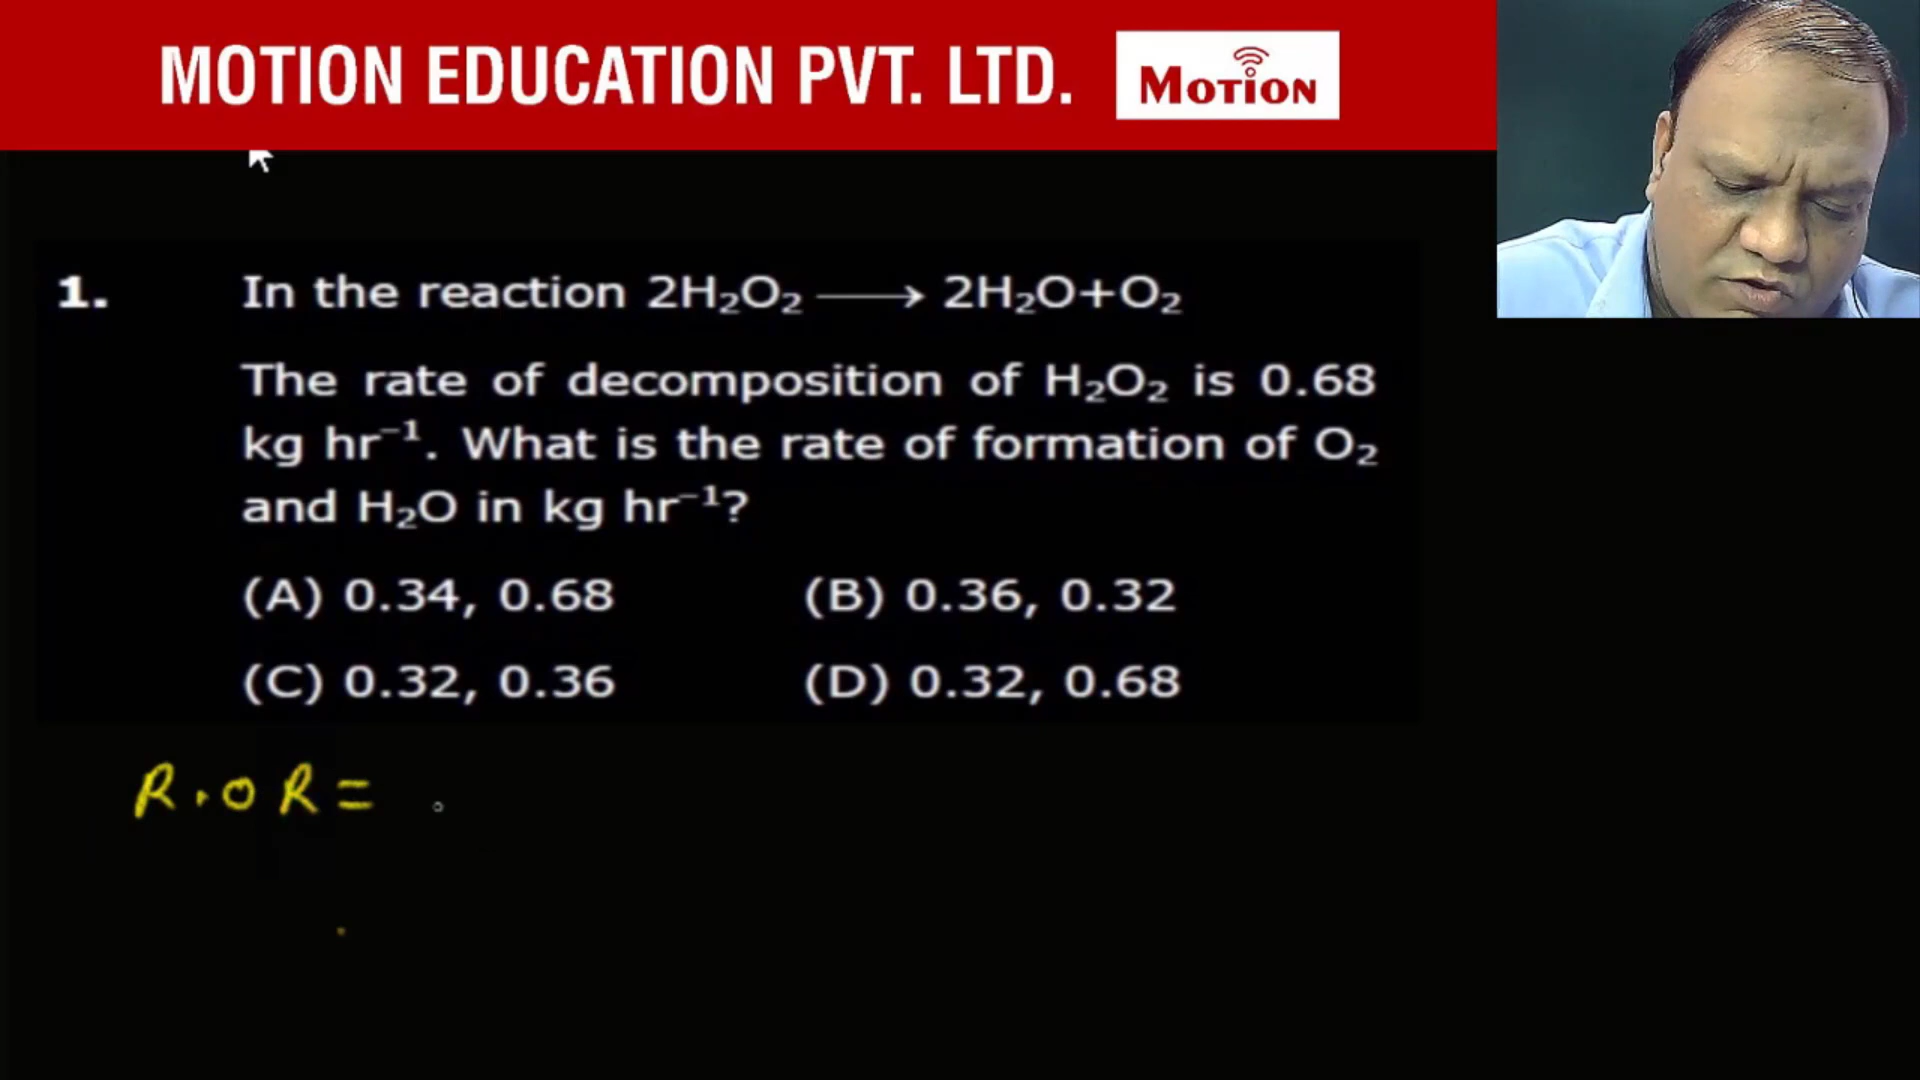 MOTION EDUCATION PVT. LTD. MOTiON
1. In the reaction 2H₂O₂ ⟶ 2H₂O+O₂
The rate of decomposition of H₂O₂ is 0.68
kg hr⁻¹. What is the rate of formation of O₂
and H₂O in kg hr⁻¹?
(A) 0.34, 0.68 (B) 0.36, 0.32
(C) 0.32, 0.36 (D) 0.32, 0.68
R.OR=